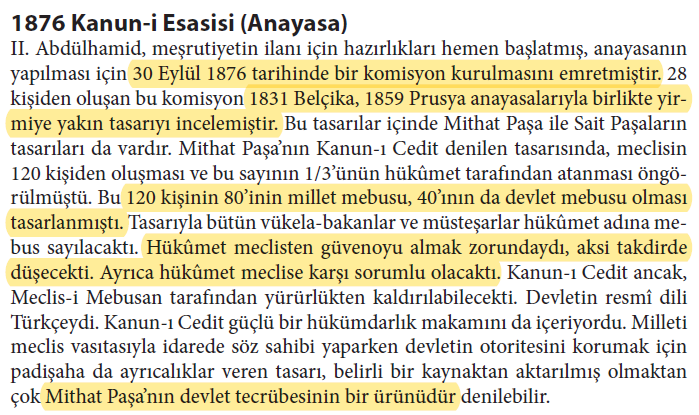 1876 Kanun-i Esasisi (Anayasa)
II. Abdülhamid, meşrutiyetin ilanı için hazırlıkları hemen başlatmış, anayasanın
yapılması için 30 Eylül 1876 tarihinde bir komisyon kurulmasını emretmiştir. 28
kişiden oluşan bu komisyon 1831 Belçika, 1859 Prusya anayasalarıyla birlikte yir-
miye yakın tasarıyı incelemiştir. Bu tasarılar içinde Mithat Paşa ile Sait Paşaların
tasarıları da vardır. Mithat Paşa’nın Kanun-ı Cedit denilen tasarısında, meclisin
120 kişiden oluşması ve bu sayının 1/3’ünün hükûmet tarafından atanması öngö-
rülmüştü. Bu 120 kişinin 80’inin millet mebusu, 40’ının da devlet mebusu olması
tasarlanmıştı. Tasarıyla bütün vükela-bakanlar ve müsteşarlar hükûmet adına me-
bus sayılacaktı. Hükûmet meclisten güvenoyu almak zorundaydı, aksi takdirde
düşecekti. Ayrıca hükûmet meclise karşı sorumlu olacaktı. Kanun-ı Cedit ancak,
Meclis-i Mebusan tarafından yürürlükten kaldırılabilecekti. Devletin resmî dili
Türkçeydi. Kanun-ı Cedit güçlü bir hükümdarlık makamını da içeriyordu. Milleti
meclis vasıtasıyla idarede söz sahibi yaparken devletin otoritesini korumak için
padişaha da ayrıcalıklar veren tasarı, belirli bir kaynaktan aktarılmış olmaktan
çok Mithat Paşa’nın devlet tecrübesinin bir ürünüdür denilebilir.